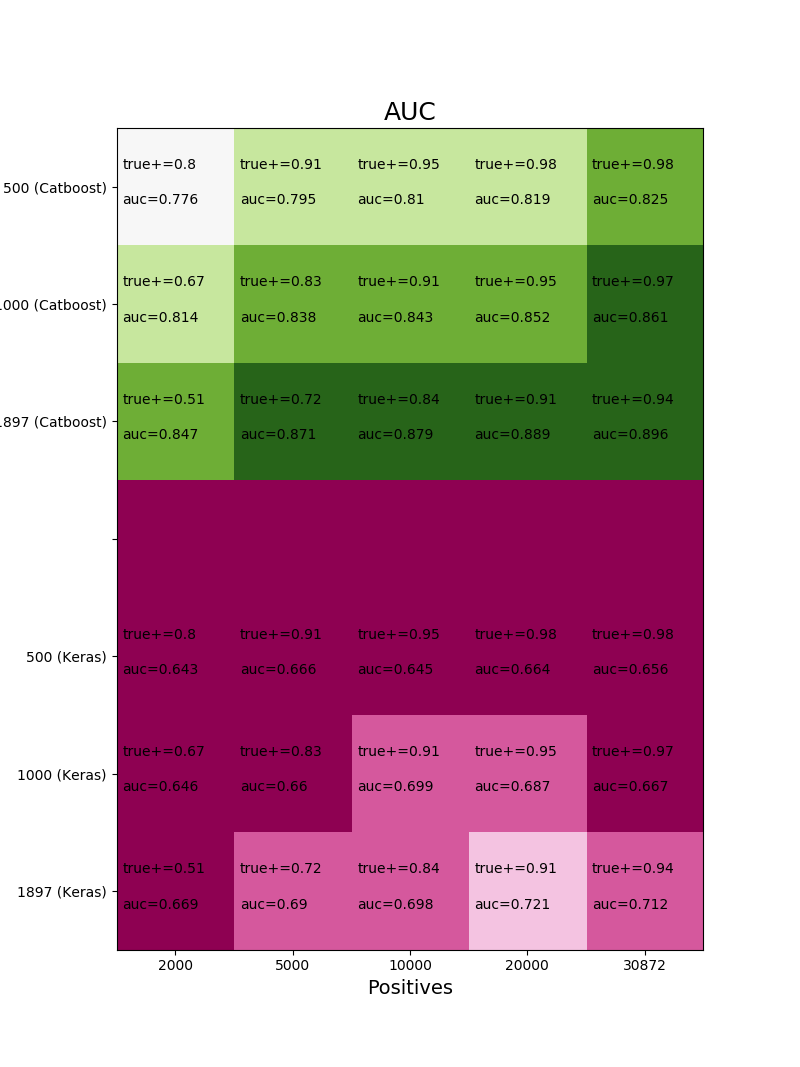 AUC
500 (Catboost)
true+=0.8 true+=0.91 true+=0.95 true+=0.98 true+=0.98
auc=0.776 auc=0.795 auc=0.81 auc=0.819 auc=0.825
000 (Catboost)
true+=0.67 true+=0.83 true+=0.91 true+=0.95 true+=0.97
auc=0.814 auc=0.838 auc=0.843 auc=0.852 auc=0.861
897 (Catboost)
true+=0.51 true+=0.72 true+=0.84 true+=0.91 true+=0.94
auc=0.847 auc=0.871 auc=0.879 auc=0.889 auc=0.896
500 (Keras)
true+=0.8 true+=0.91 true+=0.95 true+=0.98 true+=0.98
auc=0.643 auc=0.666 auc=0.645 auc=0.664 auc=0.656
1000 (Keras)
true+=0.67 true+=0.83 true+=0.91 true+=0.95 true+=0.97
auc=0.646 auc=0.66 auc=0.699 auc=0.687 auc=0.667
1897 (Keras)
true+=0.51 true+=0.72 true+=0.84 true+=0.91 true+=0.94
auc=0.669 auc=0.69 auc=0.698 auc=0.721 auc=0.712
2000 5000 10000 20000 30872
Positives